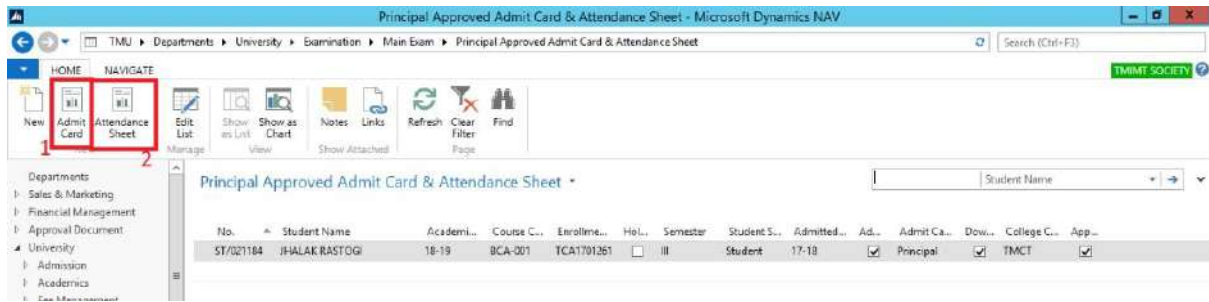 Principal Approved Admit Card & Attendance Sheet - Microsoft Dynamics NAV
TMU ▸ Departments ▸ University ▸ Examination ▸ Main Exam ▸ Principal Approved Admit Card & Attendance Sheet
Search (Ctrl+F3)
HOME NAVIGATE
TMIMT SOCIETY
New Admit Card Attendance Sheet Edit List Show as List Show as Chart Notes Links Refresh Clear Filter Find
1 2 Manage View Show Attached Page
Departments
Sales & Marketing
Financial Management
Approval Document
University
Admission
Academics
Fee Management
Principal Approved Admit Card & Attendance Sheet
Student Name
No. Student Name Academi... Course C... Enrollme... Hol... Semester Student S... Admitted... Ad... Admit Ca... Dow... College C... App...
ST/021184 JHALAK RASTOGI 18-19 BCA-001 TCA1701261 III Student 17-18 Principal TMCT